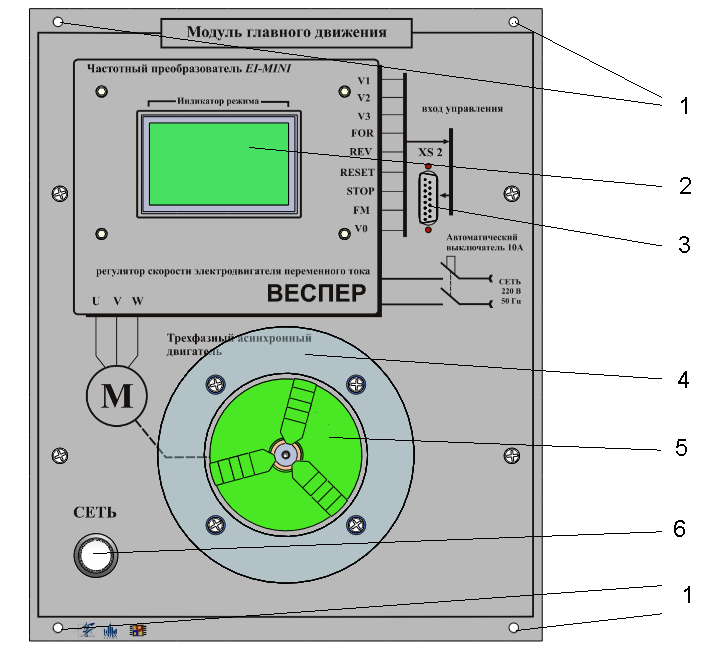 Модуль главного движения
1
Частотный преобразователь EI-MINI
Индикатор режима
V1
V2
V3
FOR
REV
RESET
STOP
FM
V0
вход управления
XS 2
2
3
Автоматический
выключатель 10А
СЕТЬ
220 В
50 Гц
регулятор скорости электродвигателя переменного тока
ВЕСПЕР
U V W
Трехфазный асинхронный
двигатель
M
4
5
СЕТЬ
6
1